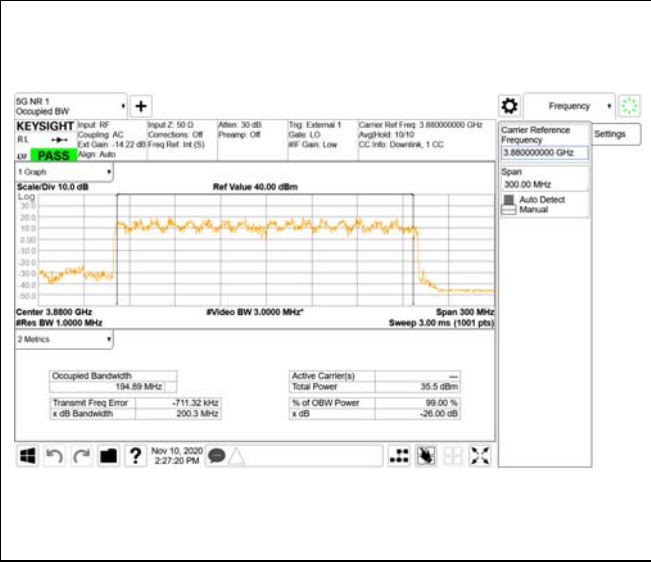 5G NR 1
Occupied BW
Frequency
KEYSIGHT
RL
PASS
Input: RF
Coupling: AC
Ext Gain: -14.22 dB
Align: Auto
Input Z: 50 Ω
Corrections: Off
Freq Ref: Int (S)
Atten: 30 dB
Preamp: Off
Trig: External 1
Gate: LO
#IF Gain: Low
Carrier Ref Freq: 3.880000000 GHz
Avg|Hold: 10/10
CC Info: Downlink, 1 CC
Carrier Reference
Frequency
3.880000000 GHz
Settings
Span
300.00 MHz
Auto Detect
Manual
1 Graph
Scale/Div 10.0 dB
Ref Value 40.00 dBm
Log
30.0
20.0
10.0
0.00
-10.0
-20.0
-30.0
-40.0
-50.0
Center 3.8800 GHz
#Video BW 3.0000 MHz*
Span 300 MHz
#Res BW 1.0000 MHz
Sweep 3.00 ms (1001 pts)
2 Metrics
Occupied Bandwidth
194.89 MHz
Transmit Freq Error -711.32 kHz
x dB Bandwidth 200.3 MHz
Active Carrier(s) —
Total Power 35.5 dBm
% of OBW Power 99.00 %
x dB -26.00 dB
Nov 10, 2020
2:27:20 PM